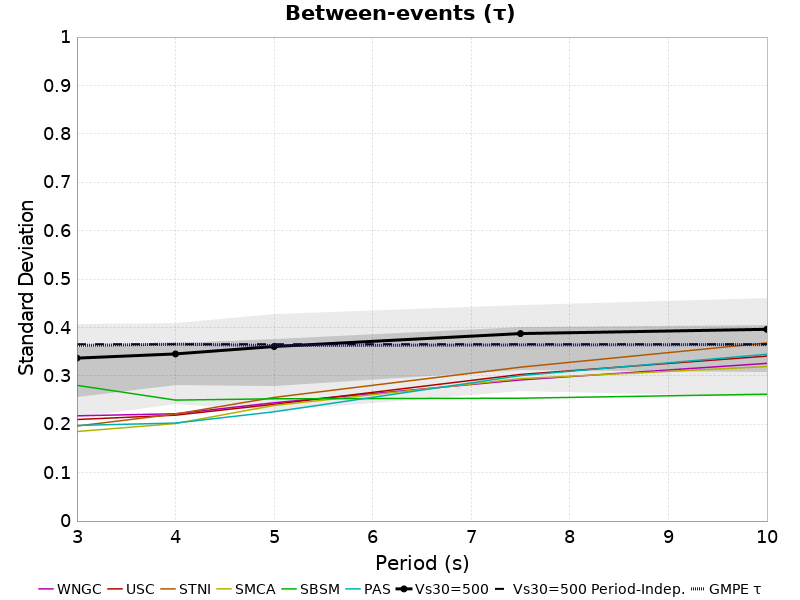 Between-events (τ)
1
0.9
0.8
0.7
0.6
0.5
0.4
0.3
0.2
0.1
0
Standard Deviation
3 4 5 6 7 8 9 10
Period (s)
WNGC USC STNI SMCA SBSM PAS Vs30=500 Vs30=500 Period-Indep. GMPE τ